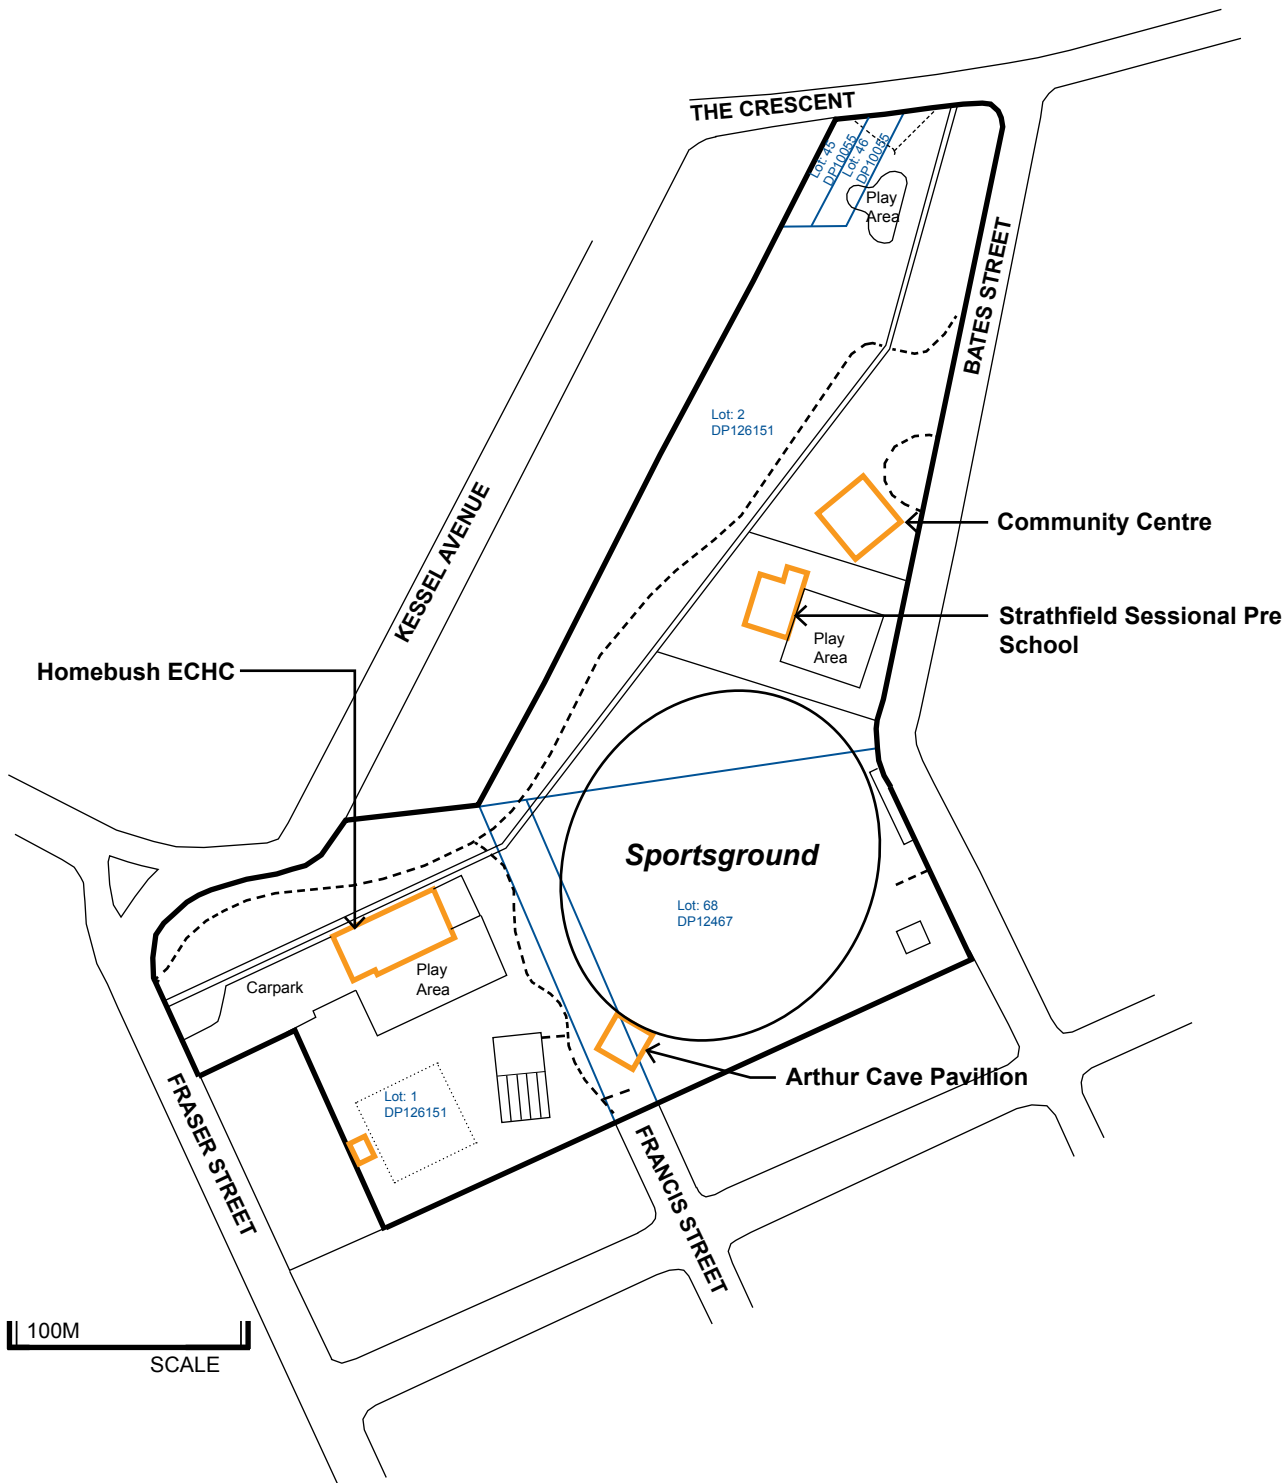 THE CRESCENT
Lot: 45
DP10055
Lot: 46
DP10055
Play
Area
BATES STREET
Lot: 2
DP126151
KESSEL AVENUE
Community Centre
Strathfield Sessional Pre
School
Play
Area
Homebush ECHC
Sportsground
Lot: 68
DP12467
Play
Area
Carpark
Arthur Cave Pavillion
Lot: 1
DP126151
FRASER STREET
FRANCIS STREET
100M
SCALE